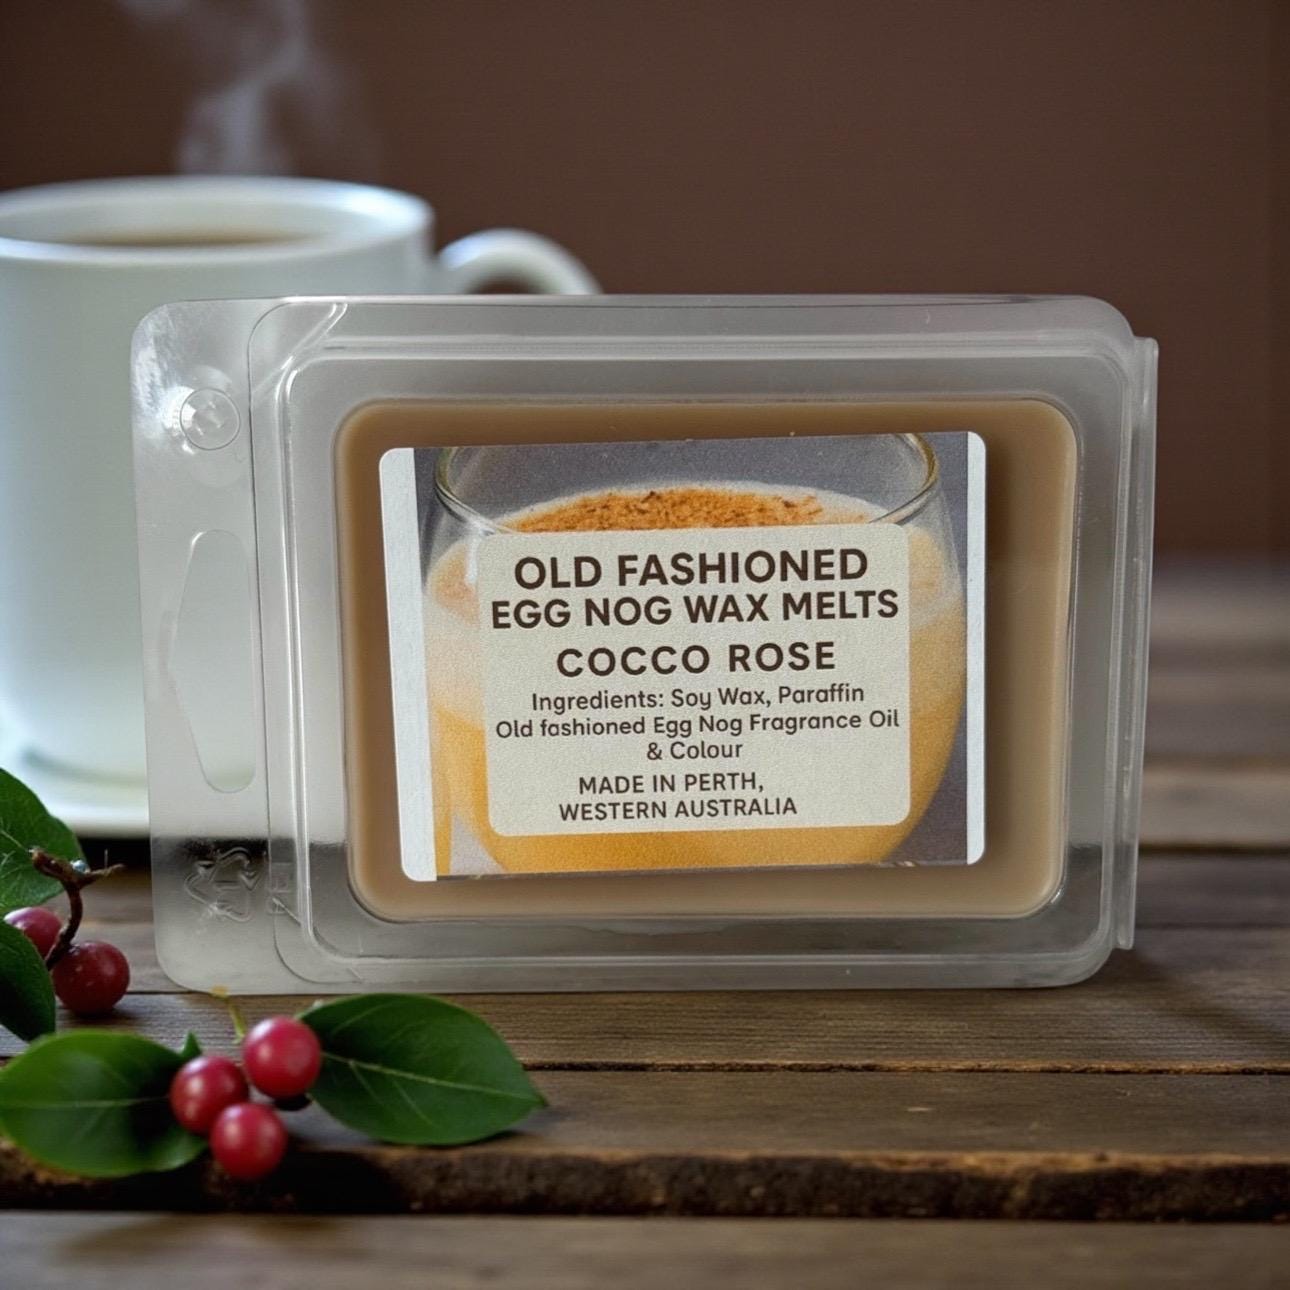 OLD FASHIONED
EGG NOG WAX MELTS
COCCO ROSE
Ingredients: Soy Wax, Paraffin
Old fashioned Egg Nog Fragrance Oil
& Colour
MADE IN PERTH,
WESTERN AUSTRALIA